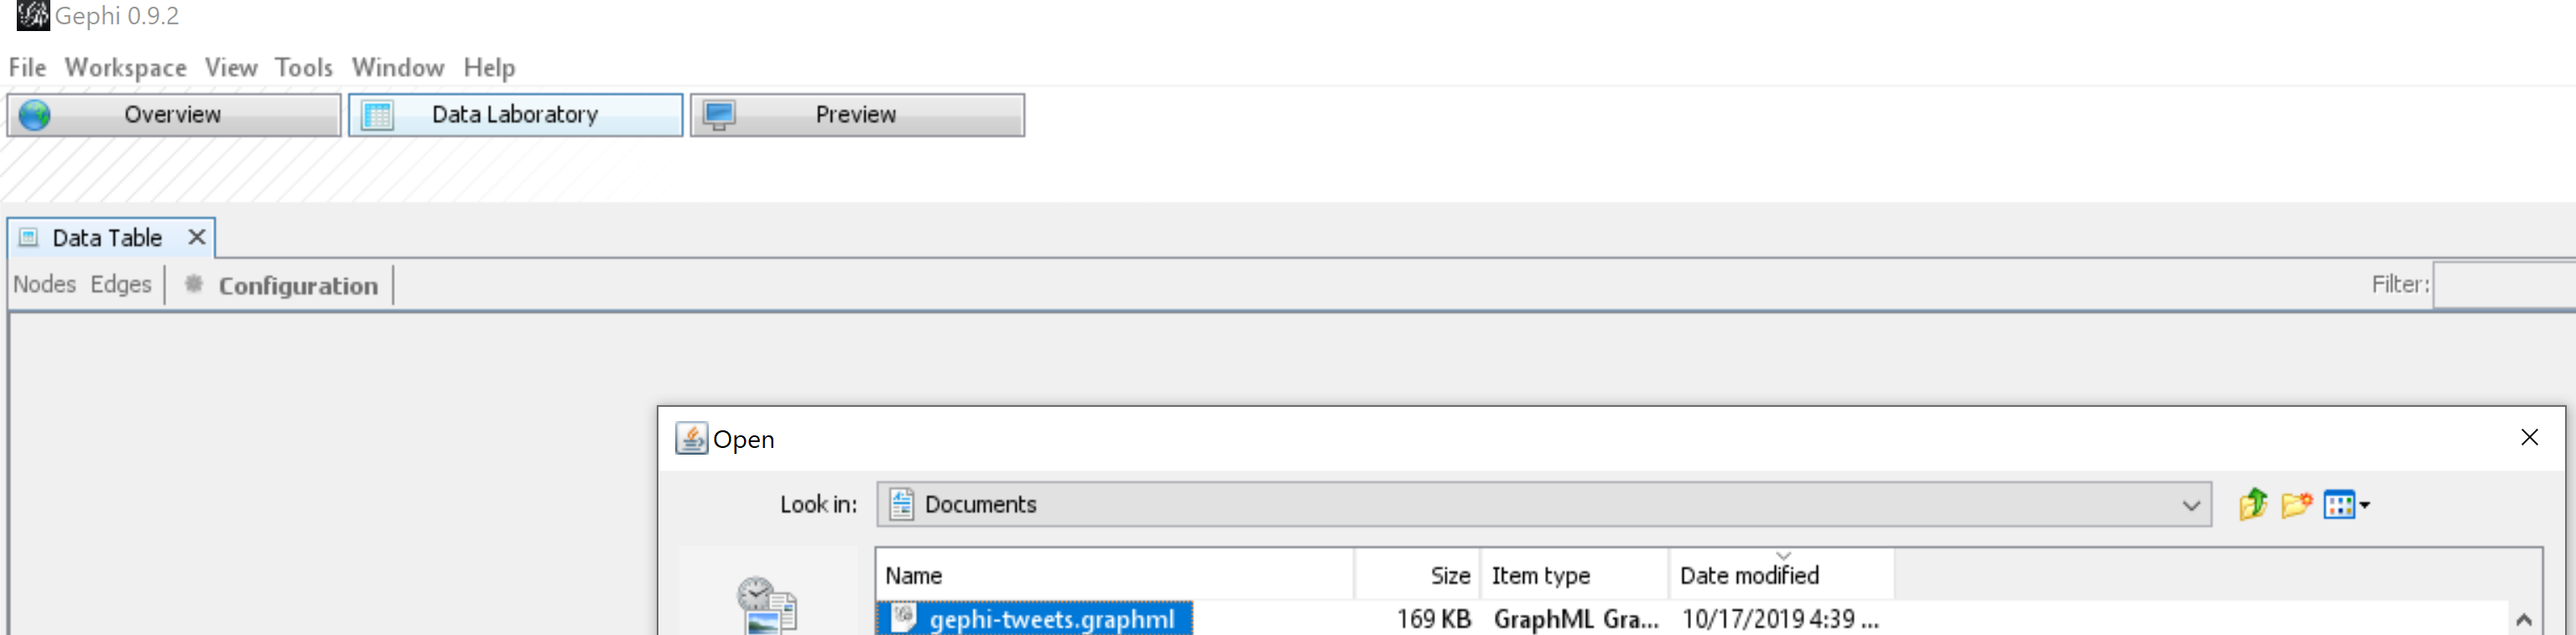 Gephi 0.9.2
File Workspace View Tools Window Help
Overview Data Laboratory Preview
Data Table
Nodes Edges Configuration Filter:
Open
Look in: Documents
Name Size Item type Date modified
gephi-tweets.graphml 169 KB GraphML Gra... 10/17/2019 4:39 ...